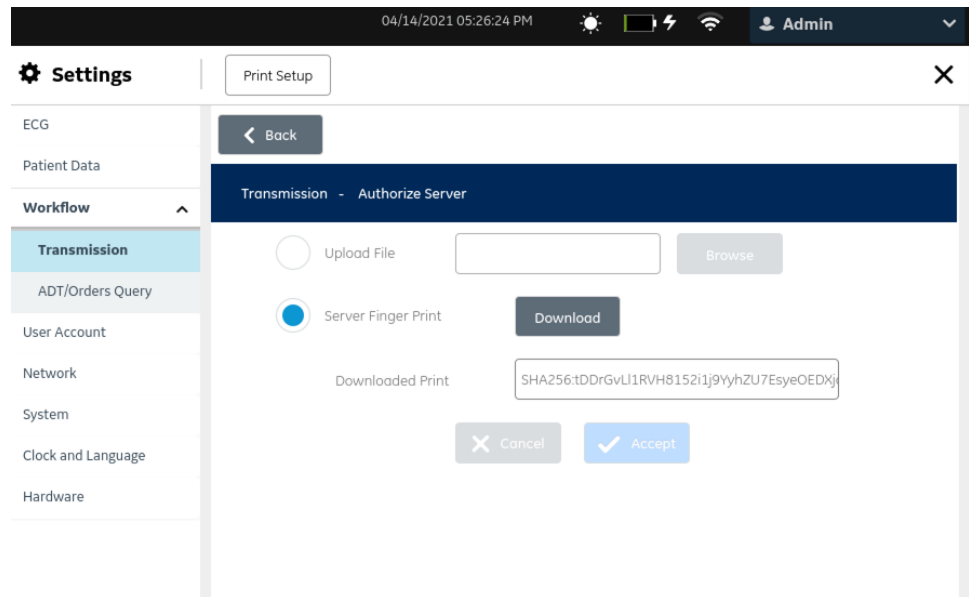 04/14/2021 05:26:24 PM Admin
Settings Print Setup
ECG
Back
Patient Data
Transmission - Authorize Server
Workflow
Transmission
Upload File Browse
ADT/Orders Query
Server Finger Print Download
User Account
Network
Downloaded Print
System
Cancel Accept
Clock and Language
Hardware